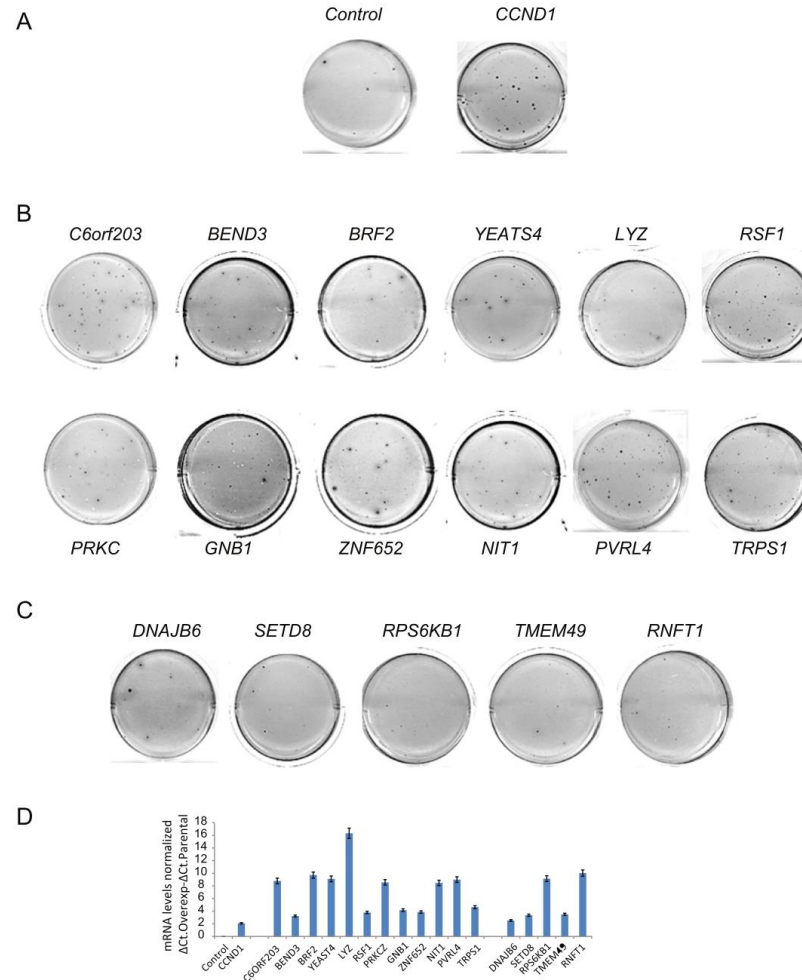 A
Control CCND1
B
C6orf203 BEND3 BRF2 YEATS4 LYZ RSF1
PRKC GNB1 ZNF652 NIT1 PVRL4 TRPS1
C
DNAJB6 SETD8 RPS6KB1 TMEM49 RNFT1
D
mRNA levels normalized
ΔCt.Overexp-ΔCt.Parental
18
16
14
12
10
8
6
4
2
0
Control
CCND1
C6ORF203
BEND3
BRF2
YEAST4
LYZ
RSF1
PRKCZ
GNB1
ZNF652
NIT1
PVRL4
TRPS1
DNAJB6
SETD8
RPS6KB1
TMEM49
RNFT1